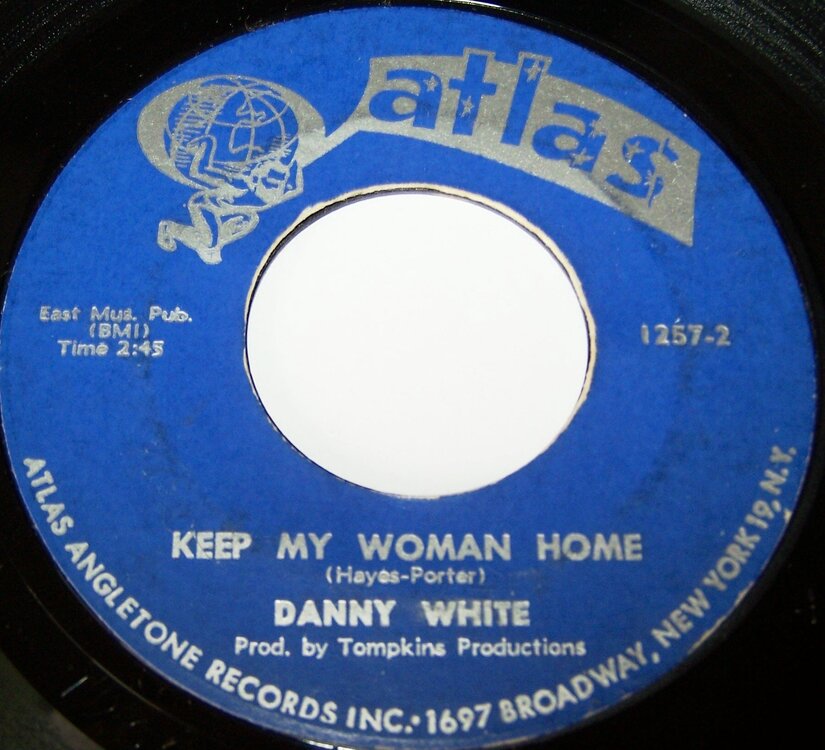 atlas
East Mus. Pub.
(BMI)
Time 2:45
1257-2
KEEP MY WOMAN HOME
(Hayes-Porter)
DANNY WHITE
Prod. by Tompkins Productions
ATLAS ANGLETONE RECORDS INC.•1697 BROADWAY, NEW YORK 19, N.Y.